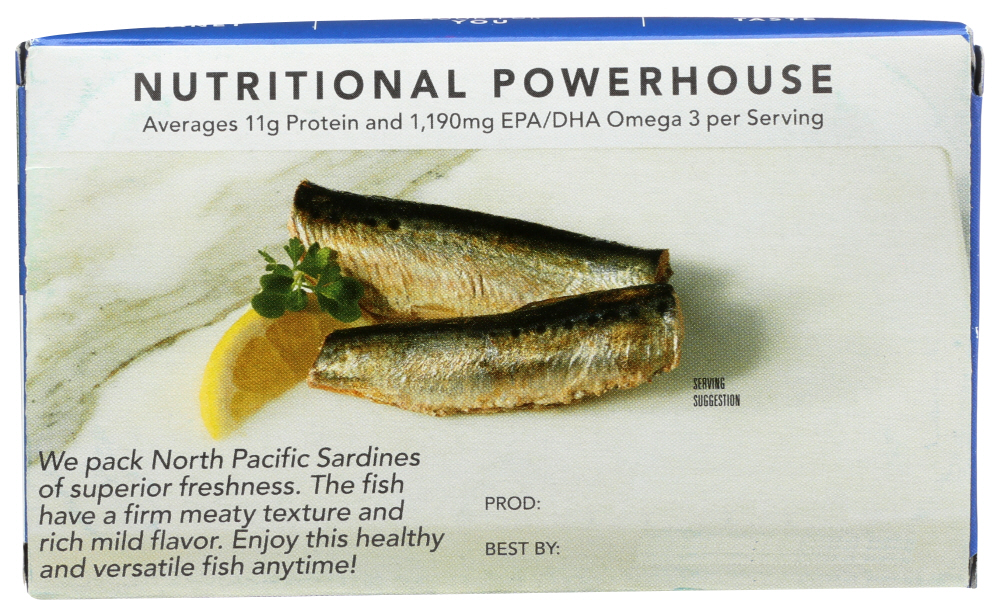 YOU
TASTE
NUTRITIONAL POWERHOUSE
Averages 11g Protein and 1,190mg EPA/DHA Omega 3 per Serving
SERVING
SUGGESTION
We pack North Pacific Sardines
of superior freshness. The fish
have a firm meaty texture and
rich mild flavor. Enjoy this healthy
and versatile fish anytime!
PROD:
BEST BY: